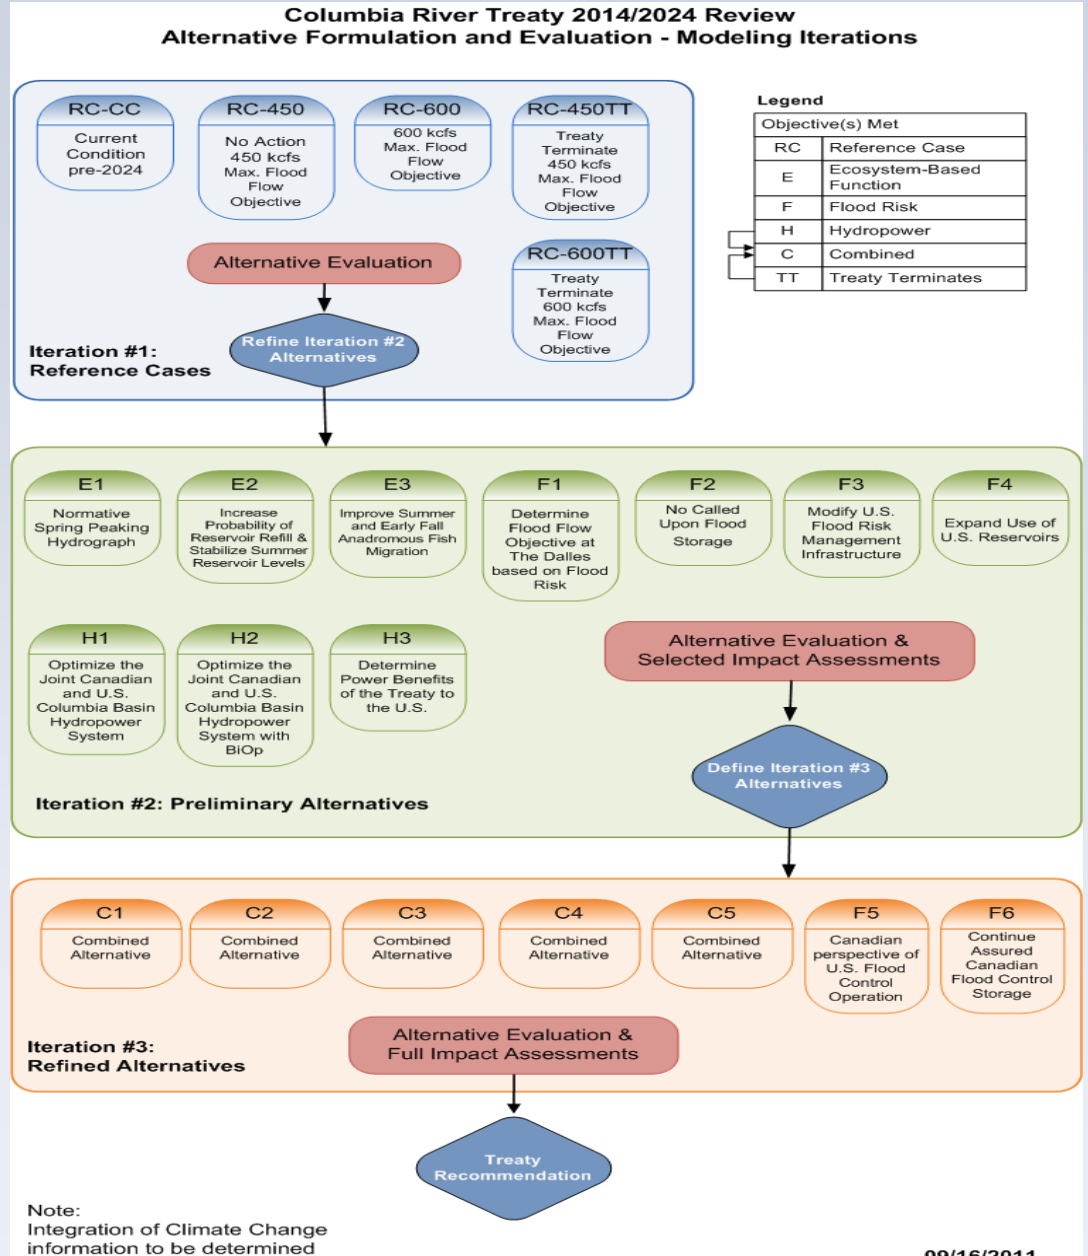 Columbia River Treaty 2014/2024 Review
Alternative Formulation and Evaluation - Modeling Iterations
RC-CC
Current
Condition
pre-2024
RC-450
No Action
450 kcfs
Max. Flood
Flow
Objective
RC-600
600 kcfs
Max. Flood
Flow
Objective
RC-450TT
Treaty
Terminate
450 kcfs
Max. Flood
Flow
Objective
RC-600TT
Treaty
Terminate
600 kcfs
Max. Flood
Flow
Objective
Alternative Evaluation
Refine Iteration #2
Alternatives
Iteration #1:
Reference Cases
Legend
Objective(s) Met
RC Reference Case
E Ecosystem-Based
Function
F Flood Risk
H Hydropower
C Combined
TT Treaty Terminates
E1
Normative
Spring Peaking
Hydrograph
E2
Increase
Probability of
Reservoir Refill &
Stabilize Summer
Reservoir Levels
E3
Improve Summer
and Early Fall
Anadromous Fish
Migration
F1
Determine
Flood Flow
Objective at
The Dalles
based on Flood
Risk
F2
No Called
Upon Flood
Storage
F3
Modify U.S.
Flood Risk
Management
Infrastructure
F4
Expand Use of
U.S. Reservoirs
H1
Optimize the
Joint Canadian
and U.S.
Columbia Basin
Hydropower
System
H2
Optimize the
Joint Canadian
and U.S.
Columbia Basin
Hydropower
System with
BiOp
H3
Determine
Power Benefits
of the Treaty to
the U.S.
Alternative Evaluation &
Selected Impact Assessments
Define Iteration #3
Alternatives
Iteration #2: Preliminary Alternatives
C1
Combined
Alternative
C2
Combined
Alternative
C3
Combined
Alternative
C4
Combined
Alternative
C5
Combined
Alternative
F5
Canadian
perspective of
U.S. Flood
Control
Operation
F6
Continue
Assured
Canadian
Flood Control
Storage
Iteration #3:
Refined Alternatives
Alternative Evaluation &
Full Impact Assessments
Treaty
Recommendation
Note:
Integration of Climate Change
information to be determined
09/16/2011